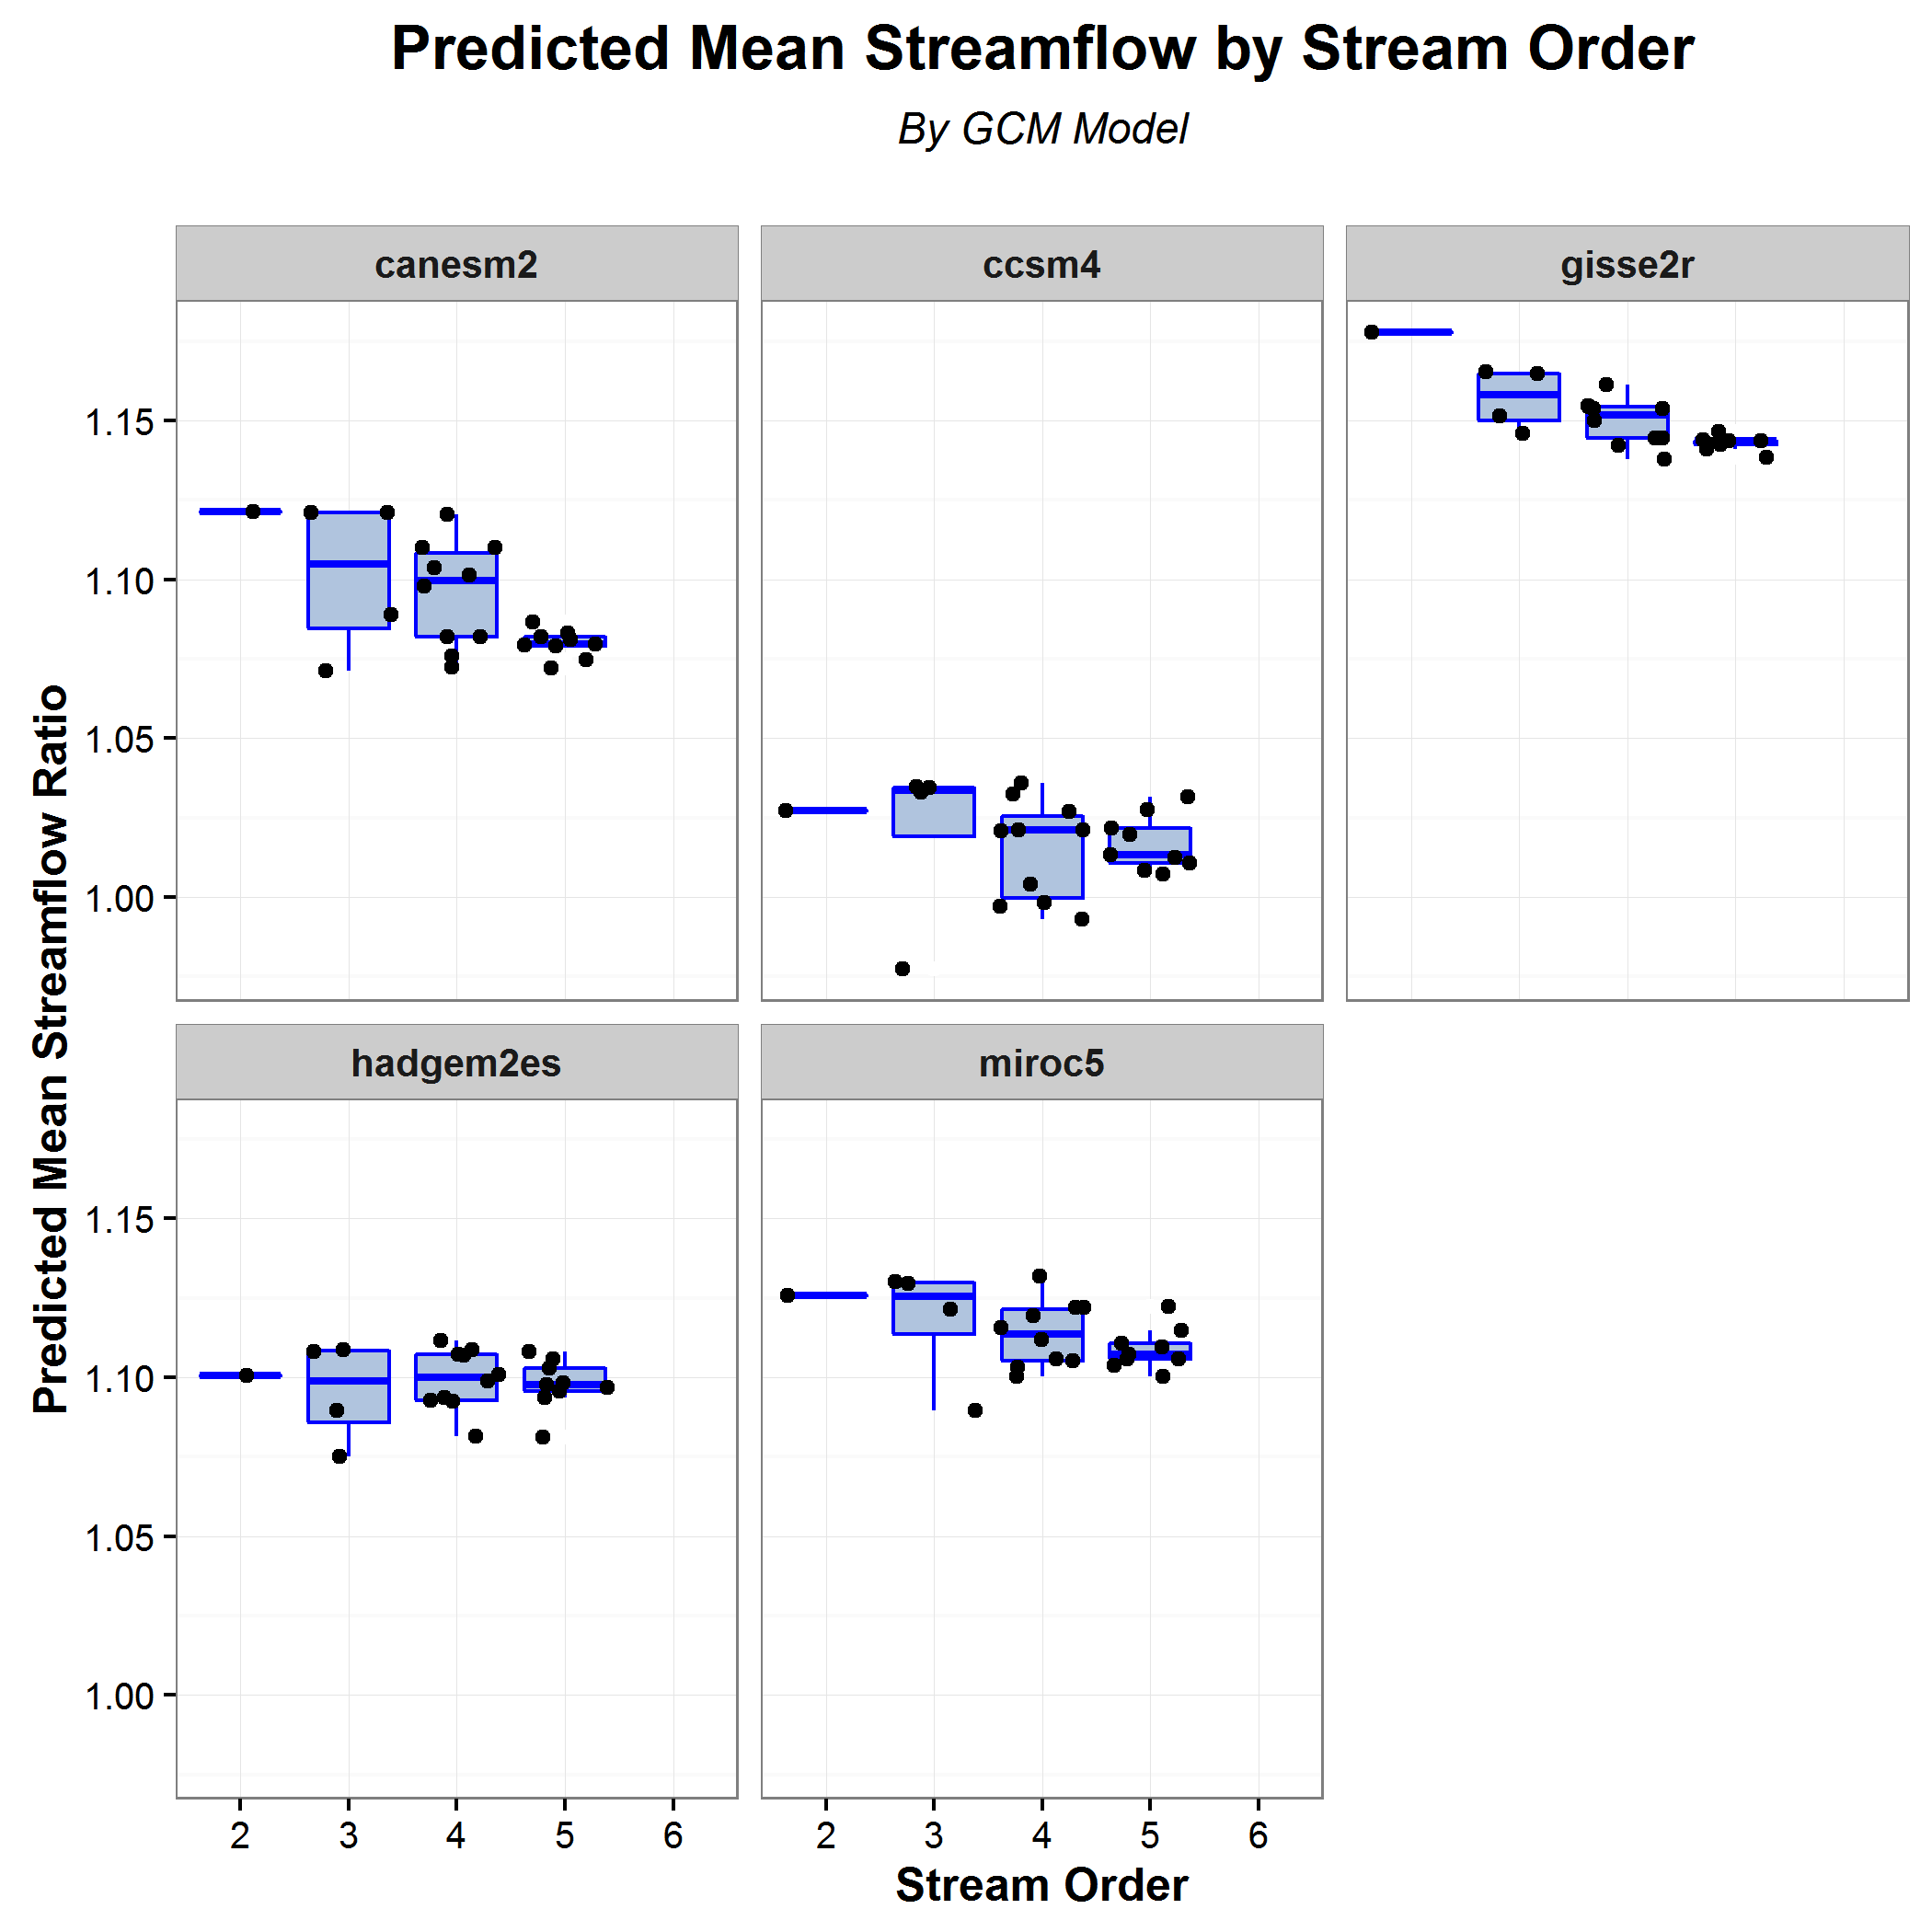 Predicted Mean Streamflow by Stream Order
By GCM Model
canesm2
ccsm4
gisse2r
1.15
1.10
1.05
1.00
hadgem2es
miroc5
1.15
1.10
1.05
1.00
2 3 4 5 6
2 3 4 5 6
Predicted Mean Streamflow Ratio
Stream Order